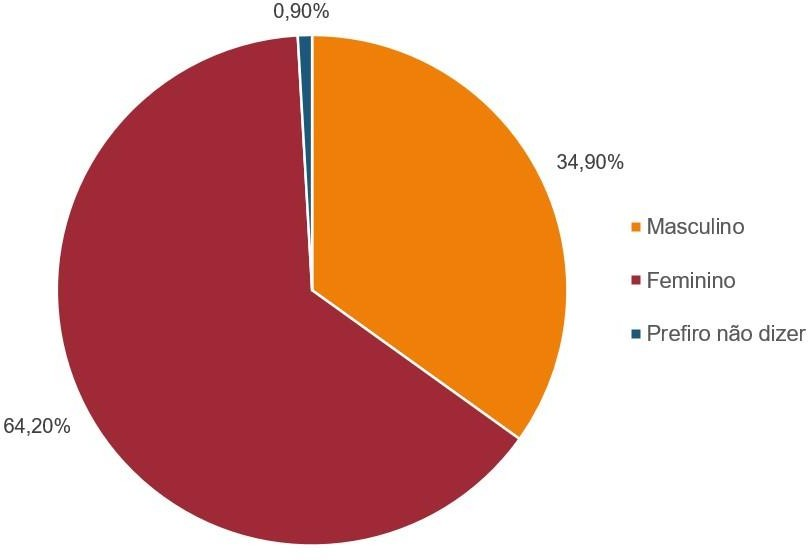 0,90%
34,90%
Masculino
Feminino
Prefiro não dizer
64,20%